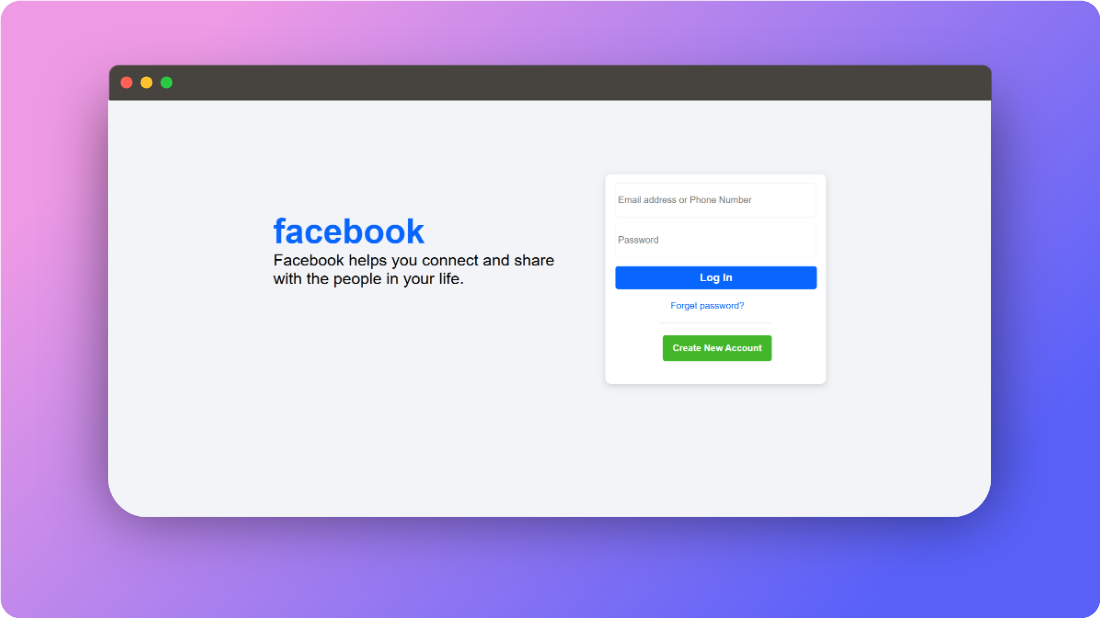 facebook
Facebook helps you connect and share
with the people in your life.
Email address or Phone Number
Password
Log In
Forget password?
Create New Account